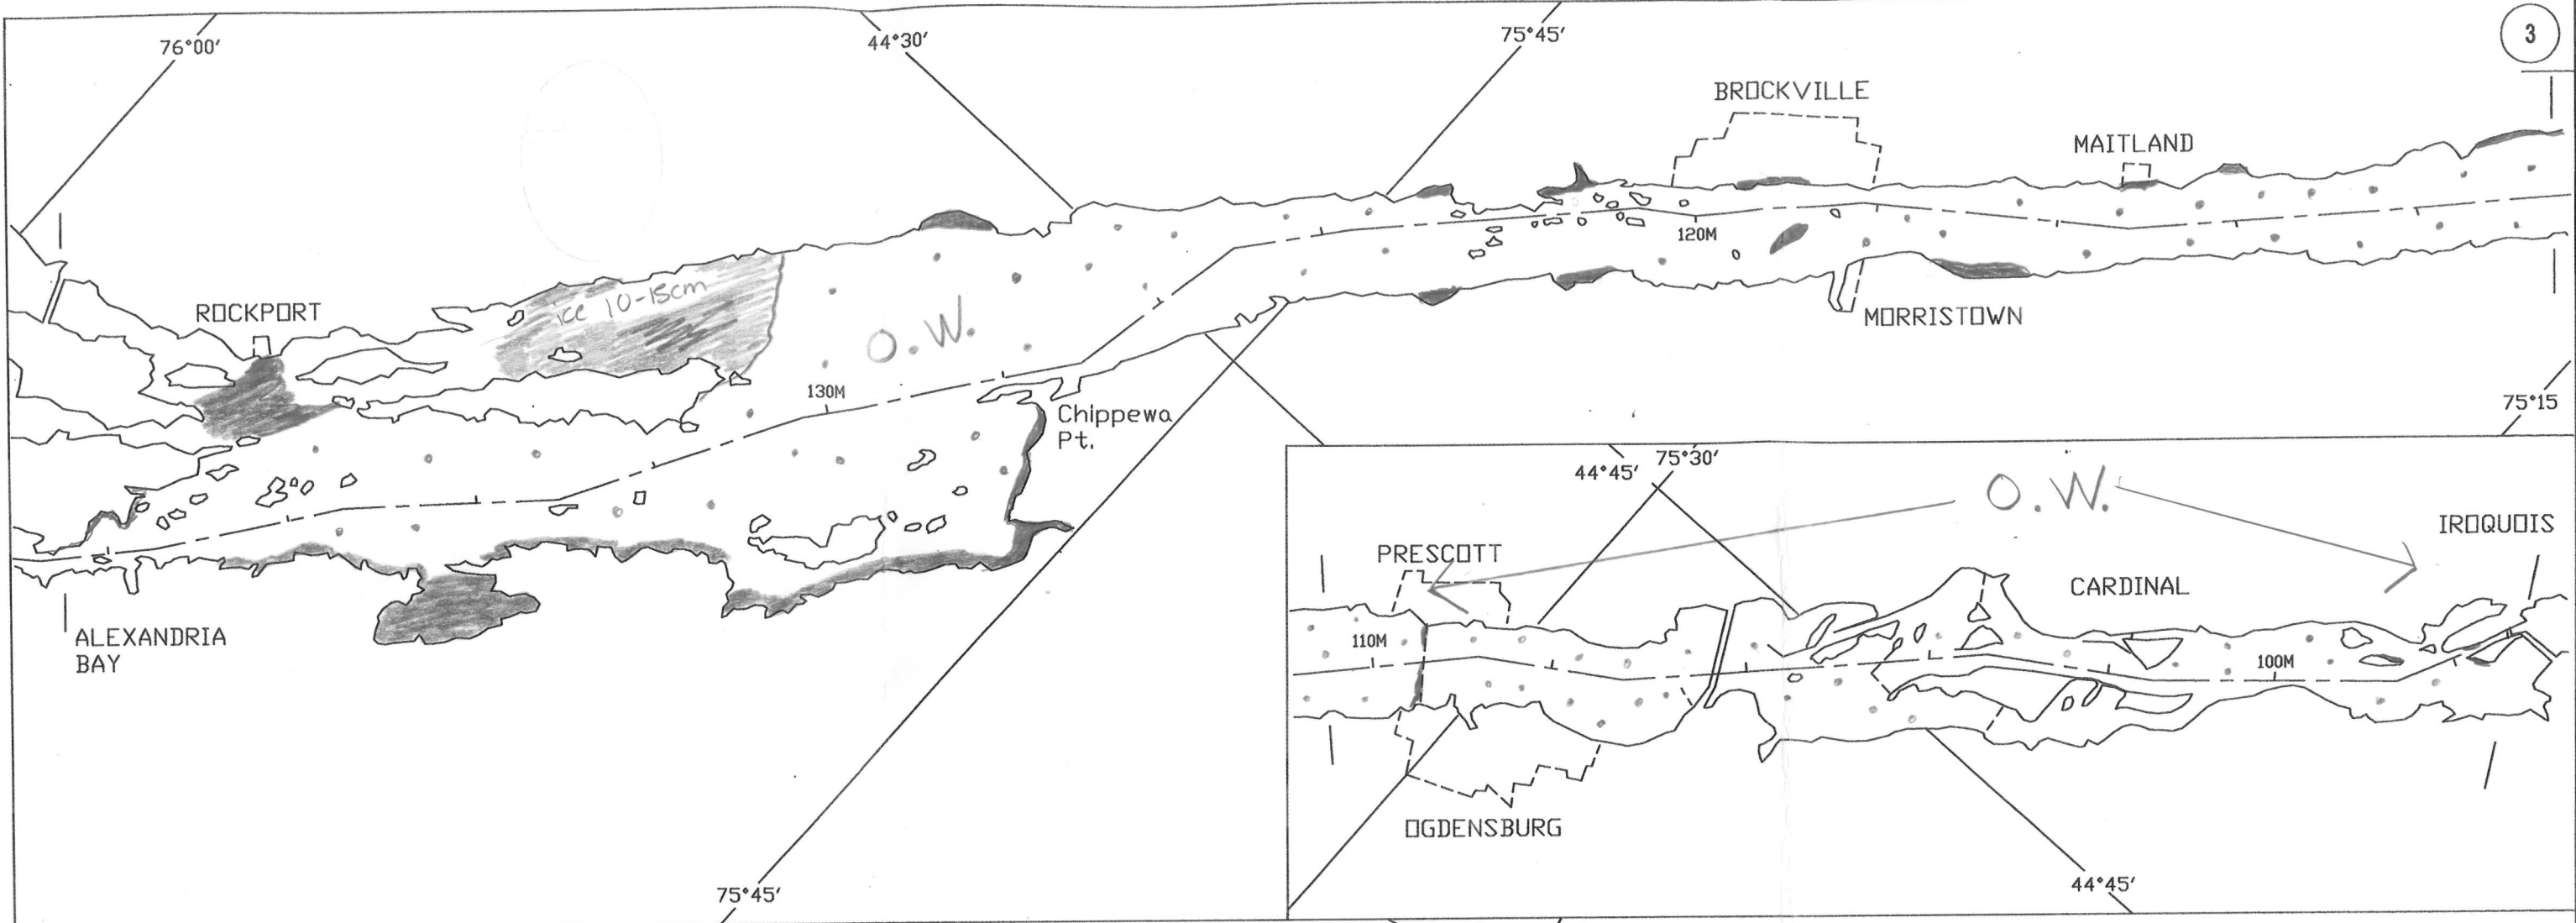 76°00′
44°30′
75°45′
3
BROCKVILLE
MAITLAND
ROCKPORT
ice 10-15cm
O.W.
120M
MORRISTOWN
130M
Chippewa
Pt.
75°15
44°45′
75°30′
O.W.
IROQUOIS
PRESCOTT
CARDINAL
110M
100M
ALEXANDRIA
BAY
OGDENSBURG
75°45′
44°45′